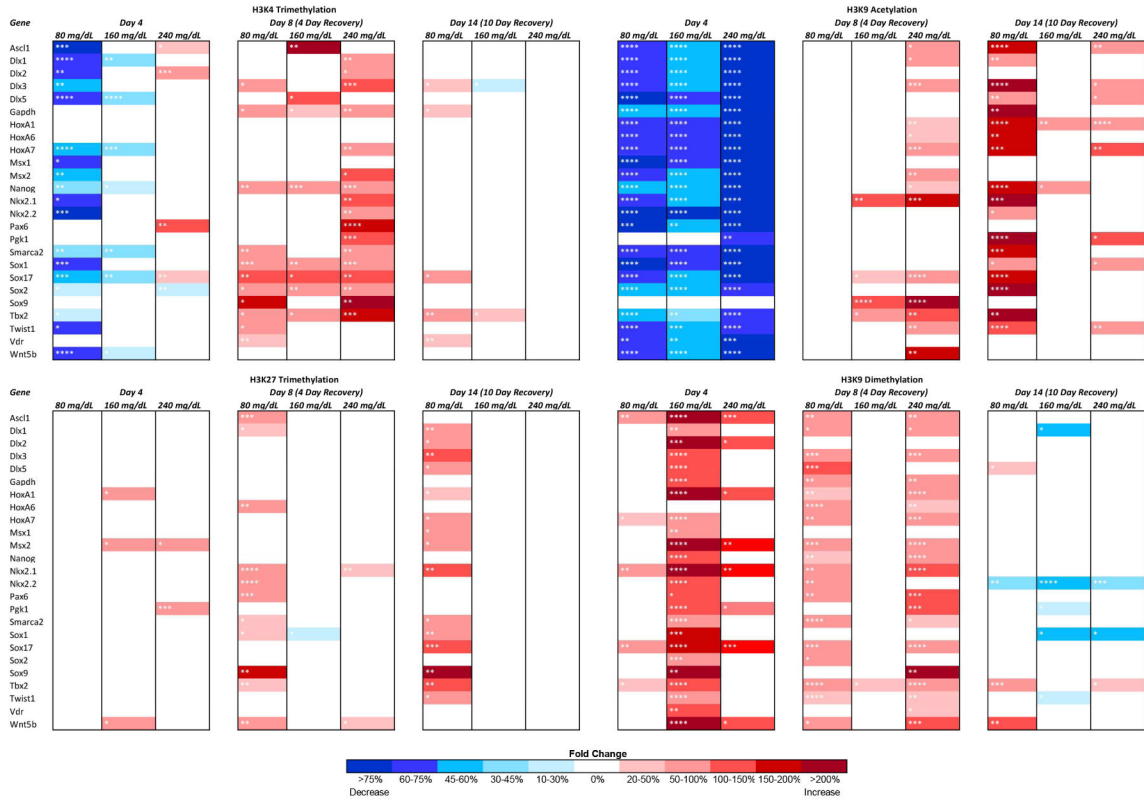 H3K4 Trimethylation
H3K9 Acetylation
Gene
Day 4
Day 8 (4 Day Recovery)
Day 14 (10 Day Recovery)
Day 4
Day 8 (4 Day Recovery)
Day 14 (10 Day Recovery)
80 mg/dL 160 mg/dL 240 mg/dL
80 mg/dL 160 mg/dL 240 mg/dL
80 mg/dL 160 mg/dL 240 mg/dL
80 mg/dL 160 mg/dL 240 mg/dL
80 mg/dL 160 mg/dL 240 mg/dL
80 mg/dL 160 mg/dL 240 mg/dL
Ascl1
Dlx1
Dlx2
Dlx3
Dlx5
Gapdh
HoxA1
HoxA6
HoxA7
Msx1
Msx2
Nanog
Nkx2.1
Nkx2.2
Pax6
Pgk1
Smarca2
Sox1
Sox17
Sox2
Sox9
Tbx2
Twist1
Vdr
Wnt5b
H3K27 Trimethylation
H3K9 Dimethylation
Gene
Day 4
Day 8 (4 Day Recovery)
Day 14 (10 Day Recovery)
Day 4
Day 8 (4 Day Recovery)
Day 14 (10 Day Recovery)
80 mg/dL 160 mg/dL 240 mg/dL
80 mg/dL 160 mg/dL 240 mg/dL
80 mg/dL 160 mg/dL 240 mg/dL
80 mg/dL 160 mg/dL 240 mg/dL
80 mg/dL 160 mg/dL 240 mg/dL
80 mg/dL 160 mg/dL 240 mg/dL
Ascl1
Dlx1
Dlx2
Dlx3
Dlx5
Gapdh
HoxA1
HoxA6
HoxA7
Msx1
Msx2
Nanog
Nkx2.1
Nkx2.2
Pax6
Pgk1
Smarca2
Sox1
Sox17
Sox2
Sox9
Tbx2
Twist1
Vdr
Wnt5b
Fold Change
>75% 60-75% 45-60% 30-45% 10-30% 0% 20-50% 50-100% 100-150% 150-200% >200%
Decrease Increase